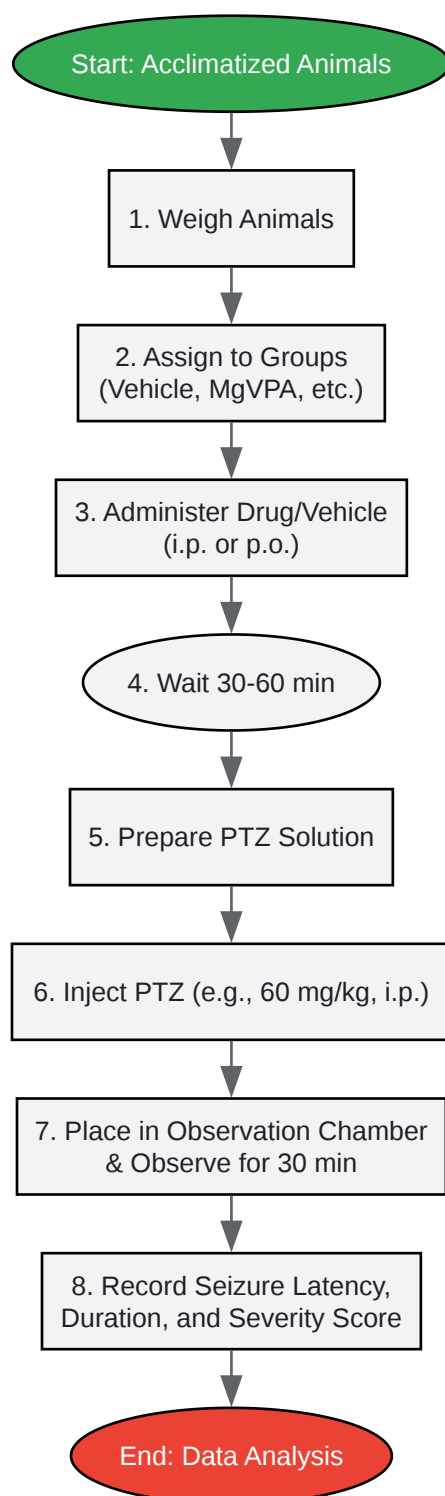 Start: Acclimatized Animals
1. Weigh Animals
2. Assign to Groups
(Vehicle, MgVPA, etc.)
3. Administer Drug/Vehicle
(i.p. or p.o.)
4. Wait 30-60 min
5. Prepare PTZ Solution
6. Inject PTZ (e.g., 60 mg/kg, i.p.)
7. Place in Observation Chamber
& Observe for 30 min
8. Record Seizure Latency,
Duration, and Severity Score
End: Data Analysis